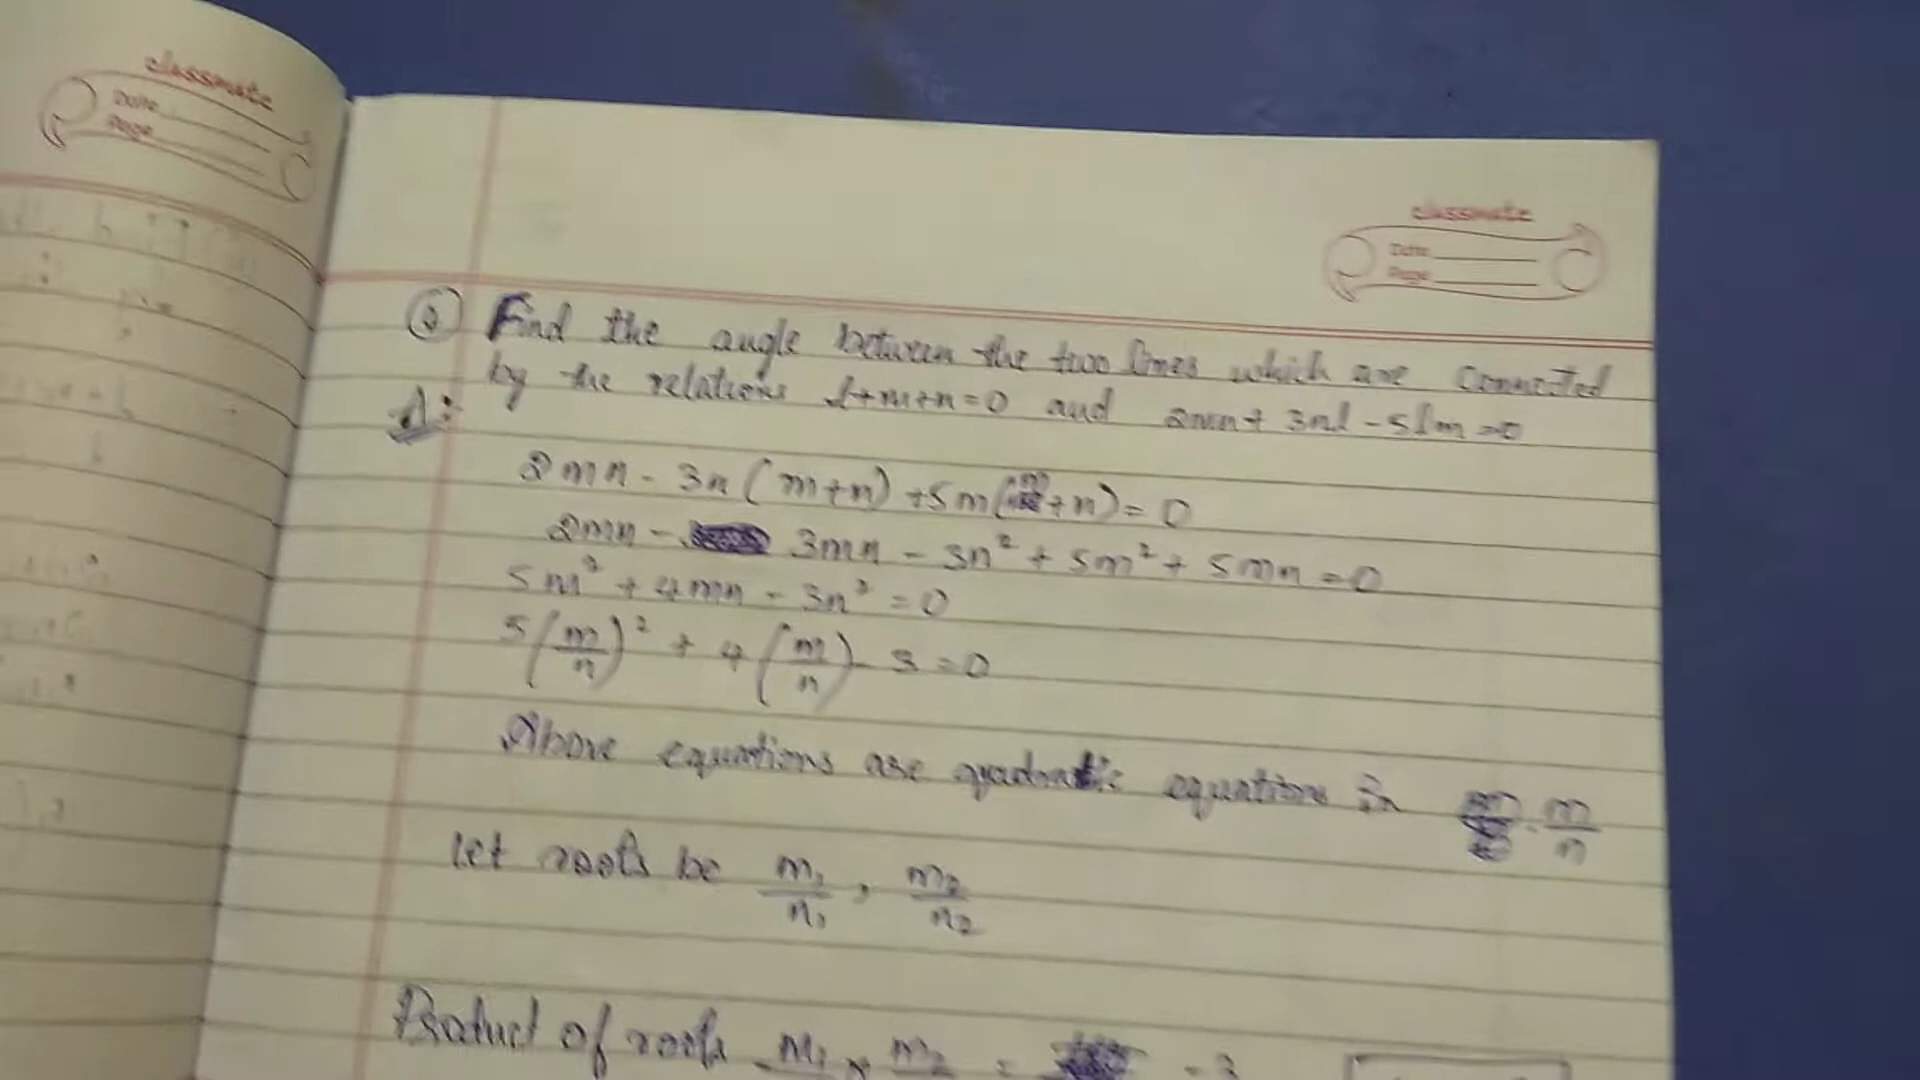 classmate
Date
Page
classmate
Date
Page
Find the angle between the two lines which are connected
by the relations l+m+n=0 and 2mn+3nl-5lm=0
A:
2mn-3n(m+n)+5m(m+n)=0
2mn-3mn-3n²+5m²+5mn=0
5m²+4mn-3n²=0
5(m/n)²+4(m/n)-3=0
Above equations are quadratic equations in m/n
Let roots be m₁/n₁, m₂/n₂
Product of roots m₁ × m₂ = -3